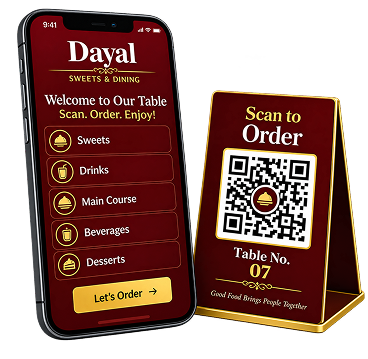 9:41
Dayal
SWEETS & DINING
Welcome to Our Table
Scan. Order. Enjoy!
Sweets
Drinks
Main Course
Beverages
Desserts
Let's Order →
Scan to
Order
Table No.
07
Good Food Brings People Together